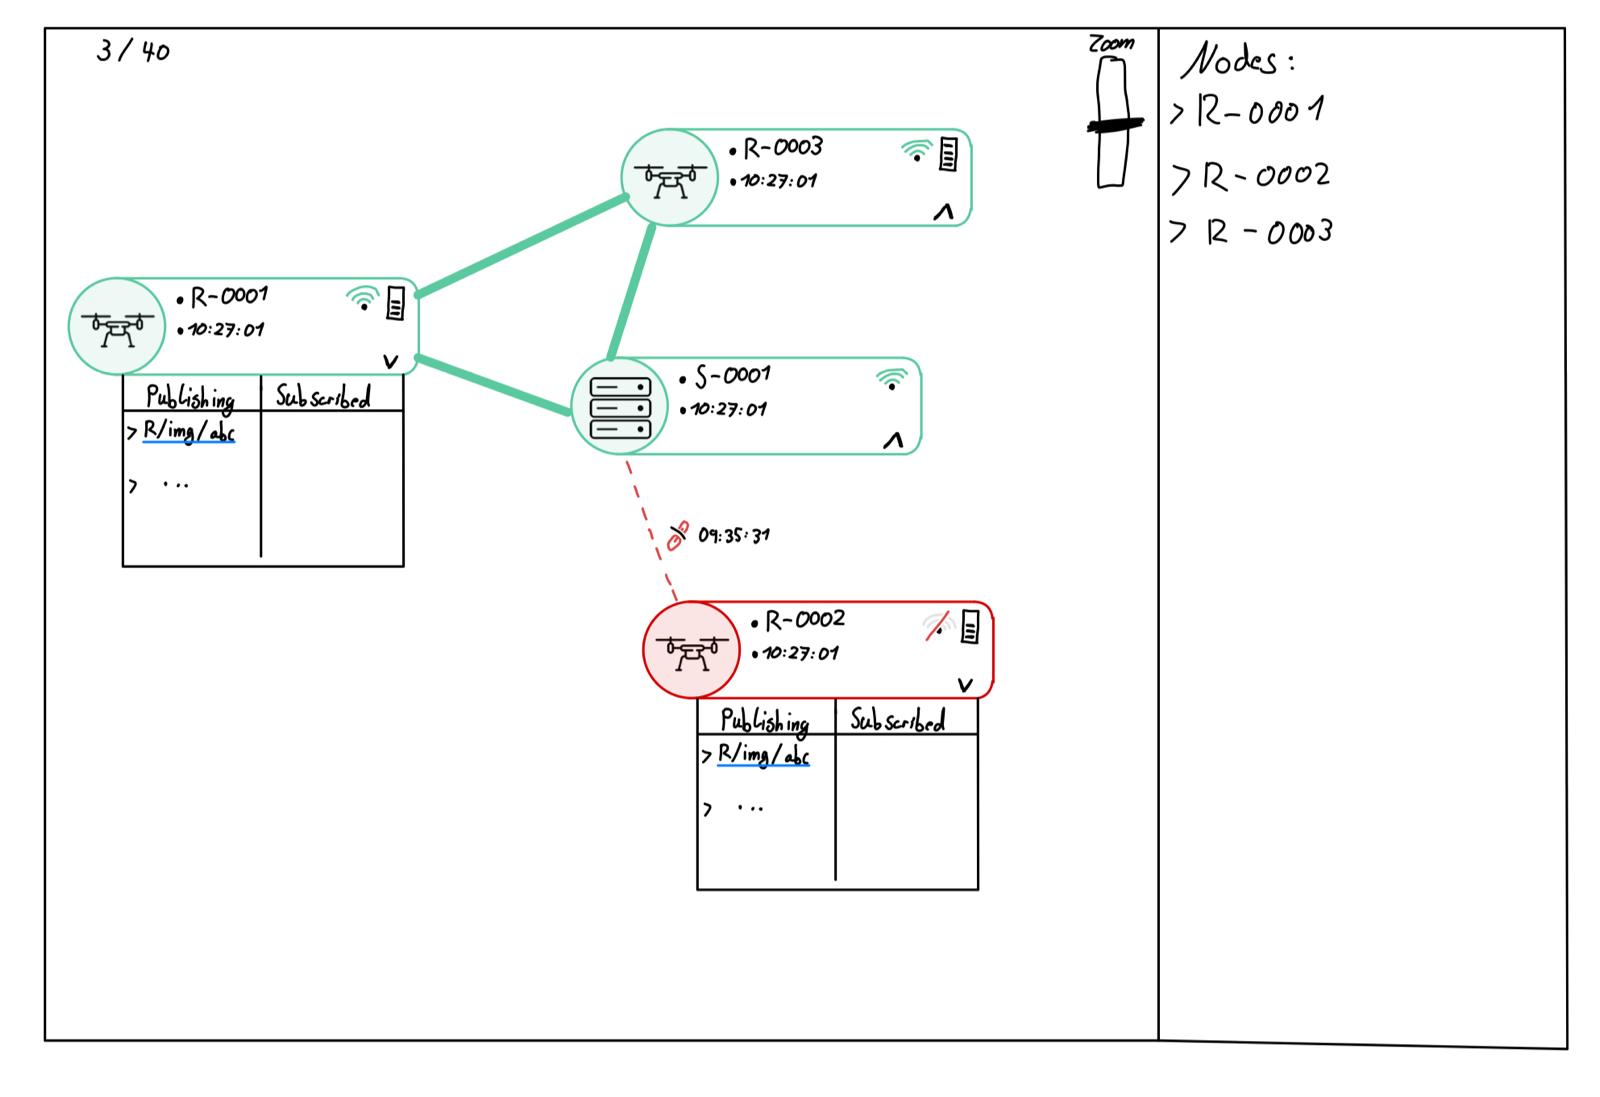 3/40
Zoom
Nodes:
> R-0001
> R-0002
> R-0003
• R-0003
• 10:27:01
• R-0001
• 10:27:01
Publishing Subscribed
> R/img/abc
> ...
• S-0001
• 10:27:01
09:35:31
• R-0002
• 10:27:01
Publishing Subscribed
> R/img/abc
> ...